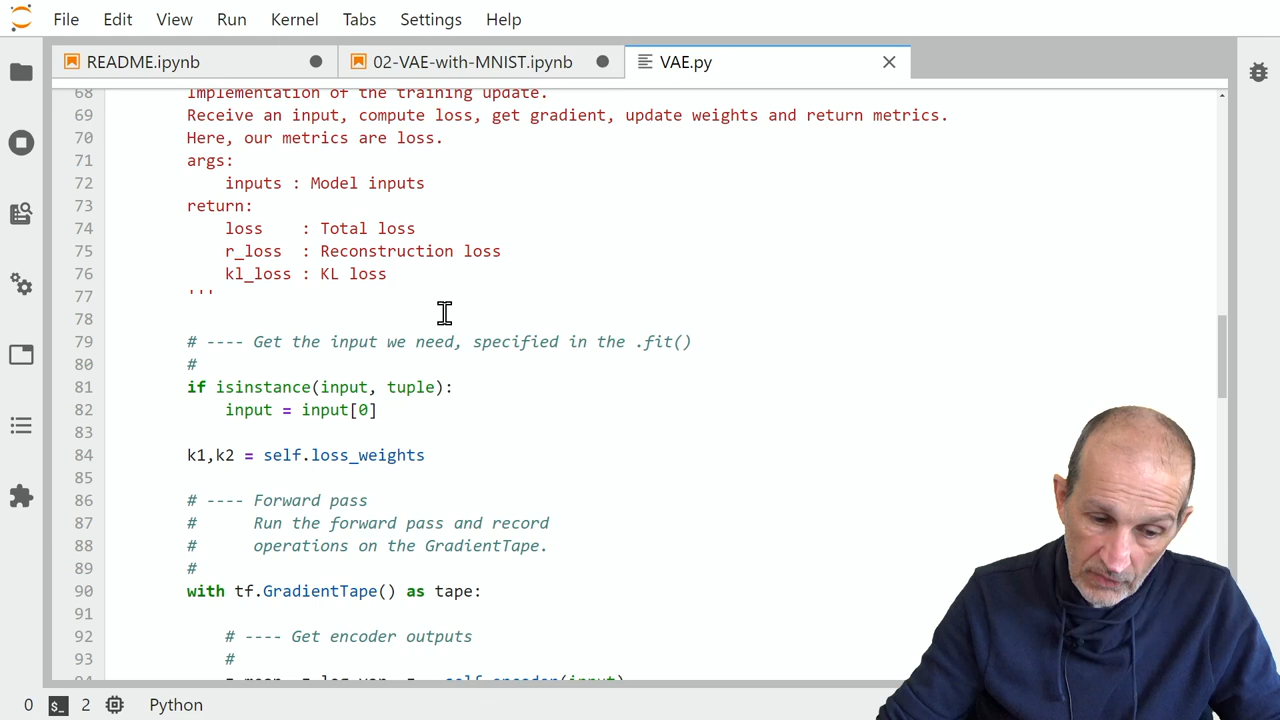 File Edit View Run Kernel Tabs Settings Help
README.ipynb 02-VAE-with-MNIST.ipynb VAE.py
68 Implementation of the training update.
69 Receive an input, compute loss, get gradient, update weights and return metrics.
70 Here, our metrics are loss.
71 args:
72 inputs : Model inputs
73 return:
74 loss : Total loss
75 r_loss : Reconstruction loss
76 kl_loss : KL loss
77 '''
78
79 # ---- Get the input we need, specified in the .fit()
80 #
81 if isinstance(input, tuple):
82 input = input[0]
83
84 k1,k2 = self.loss_weights
85
86 # ---- Forward pass
87 # Run the forward pass and record
88 # operations on the GradientTape.
89 #
90 with tf.GradientTape() as tape:
91
92 # ---- Get encoder outputs
93 #
94 z_mean, z_log_var, z = self.encoder(input)
0 $_ 2 Python